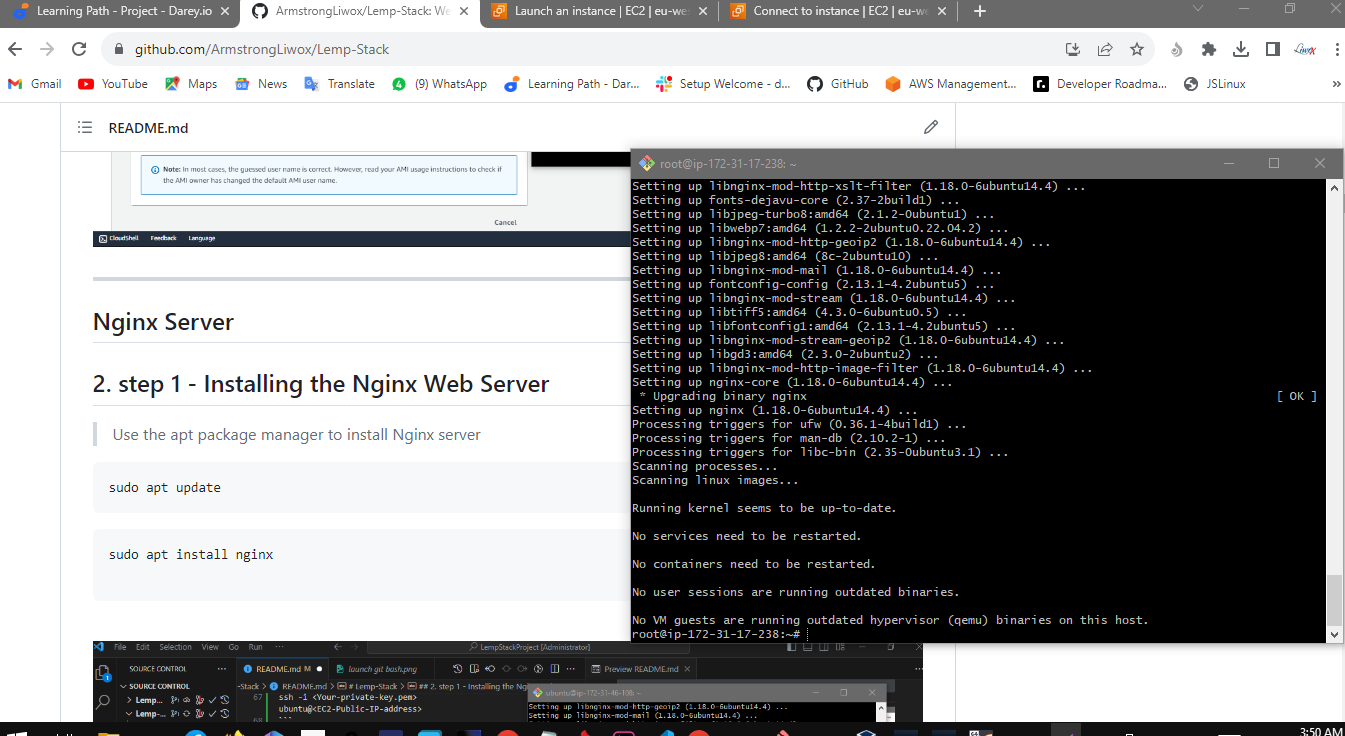 Learning Path - Project - Darey.io
ArmstrongLiwox/Lemp-Stack: We
Launch an instance | EC2 | eu-we
Connect to instance | EC2 | eu-w
github.com/ArmstrongLiwox/Lemp-Stack
Gmail
YouTube
Maps
News
Translate
(9) WhatsApp
Learning Path - Dar...
Setup Welcome - d...
GitHub
AWS Management...
Developer Roadma...
JSLinux
README.md
Note: In most cases, the guessed user name is correct. However, read your AMI usage instructions to check if
the AMI owner has changed the default AMI user name.
Cancel
CloudShell Feedback Language
Nginx Server
2. step 1 - Installing the Nginx Web Server
Use the apt package manager to install Nginx server
sudo apt update
sudo apt install nginx
root@ip-172-31-17-238: ~
Setting up libnginx-mod-http-xslt-filter (1.18.0-6ubuntu14.4) ...
Setting up fonts-dejavu-core (2.37-2build1) ...
Setting up libjpeg-turbo8:amd64 (2.1.2-0ubuntu1) ...
Setting up libwebp7:amd64 (1.2.2-2ubuntu0.22.04.2) ...
Setting up libnginx-mod-http-geoip2 (1.18.0-6ubuntu14.4) ...
Setting up libjpeg8:amd64 (8c-2ubuntu10) ...
Setting up libnginx-mod-mail (1.18.0-6ubuntu14.4) ...
Setting up fontconfig-config (2.13.1-4.2ubuntu5) ...
Setting up libnginx-mod-stream (1.18.0-6ubuntu14.4) ...
Setting up libtiff5:amd64 (4.3.0-6ubuntu0.5) ...
Setting up libfontconfig1:amd64 (2.13.1-4.2ubuntu5) ...
Setting up libnginx-mod-stream-geoip2 (1.18.0-6ubuntu14.4) ...
Setting up libgd3:amd64 (2.3.0-2ubuntu2) ...
Setting up libnginx-mod-http-image-filter (1.18.0-6ubuntu14.4) ...
Setting up nginx-core (1.18.0-6ubuntu14.4) ...
* Upgrading binary nginx [ OK ]
Setting up nginx (1.18.0-6ubuntu14.4) ...
Processing triggers for ufw (0.36.1-4build1) ...
Processing triggers for man-db (2.10.2-1) ...
Processing triggers for libc-bin (2.35-0ubuntu3.1) ...
Scanning processes...
Scanning linux images...
Running kernel seems to be up-to-date.
No services need to be restarted.
No containers need to be restarted.
No user sessions are running outdated binaries.
No VM guests are running outdated hypervisor (qemu) binaries on this host.
root@ip-172-31-17-238:~#
File Edit Selection View Go Run ...
LempStackProject [Administrator]
SOURCE CONTROL
README.md M
launch git bash.png
Preview README.md
SOURCE CONTROL
-Stack > README.md > # Lemp-Stack > ## 2. step 1 - Installing the Ng
Lemp-...
Lemp-...
67 ssh -i <Your-private-key.pem>
ubuntu@<EC2-Public-IP-address>
68 ```
ubuntu@ip-172-31-46-106: ~
Setting up libnginx-mod-http-geoip2 (1.18.0-6ubuntu14.4) ...
Setting up libnginx-mod-mail (1.18.0-6ubuntu14.4) ...
3:50 AM